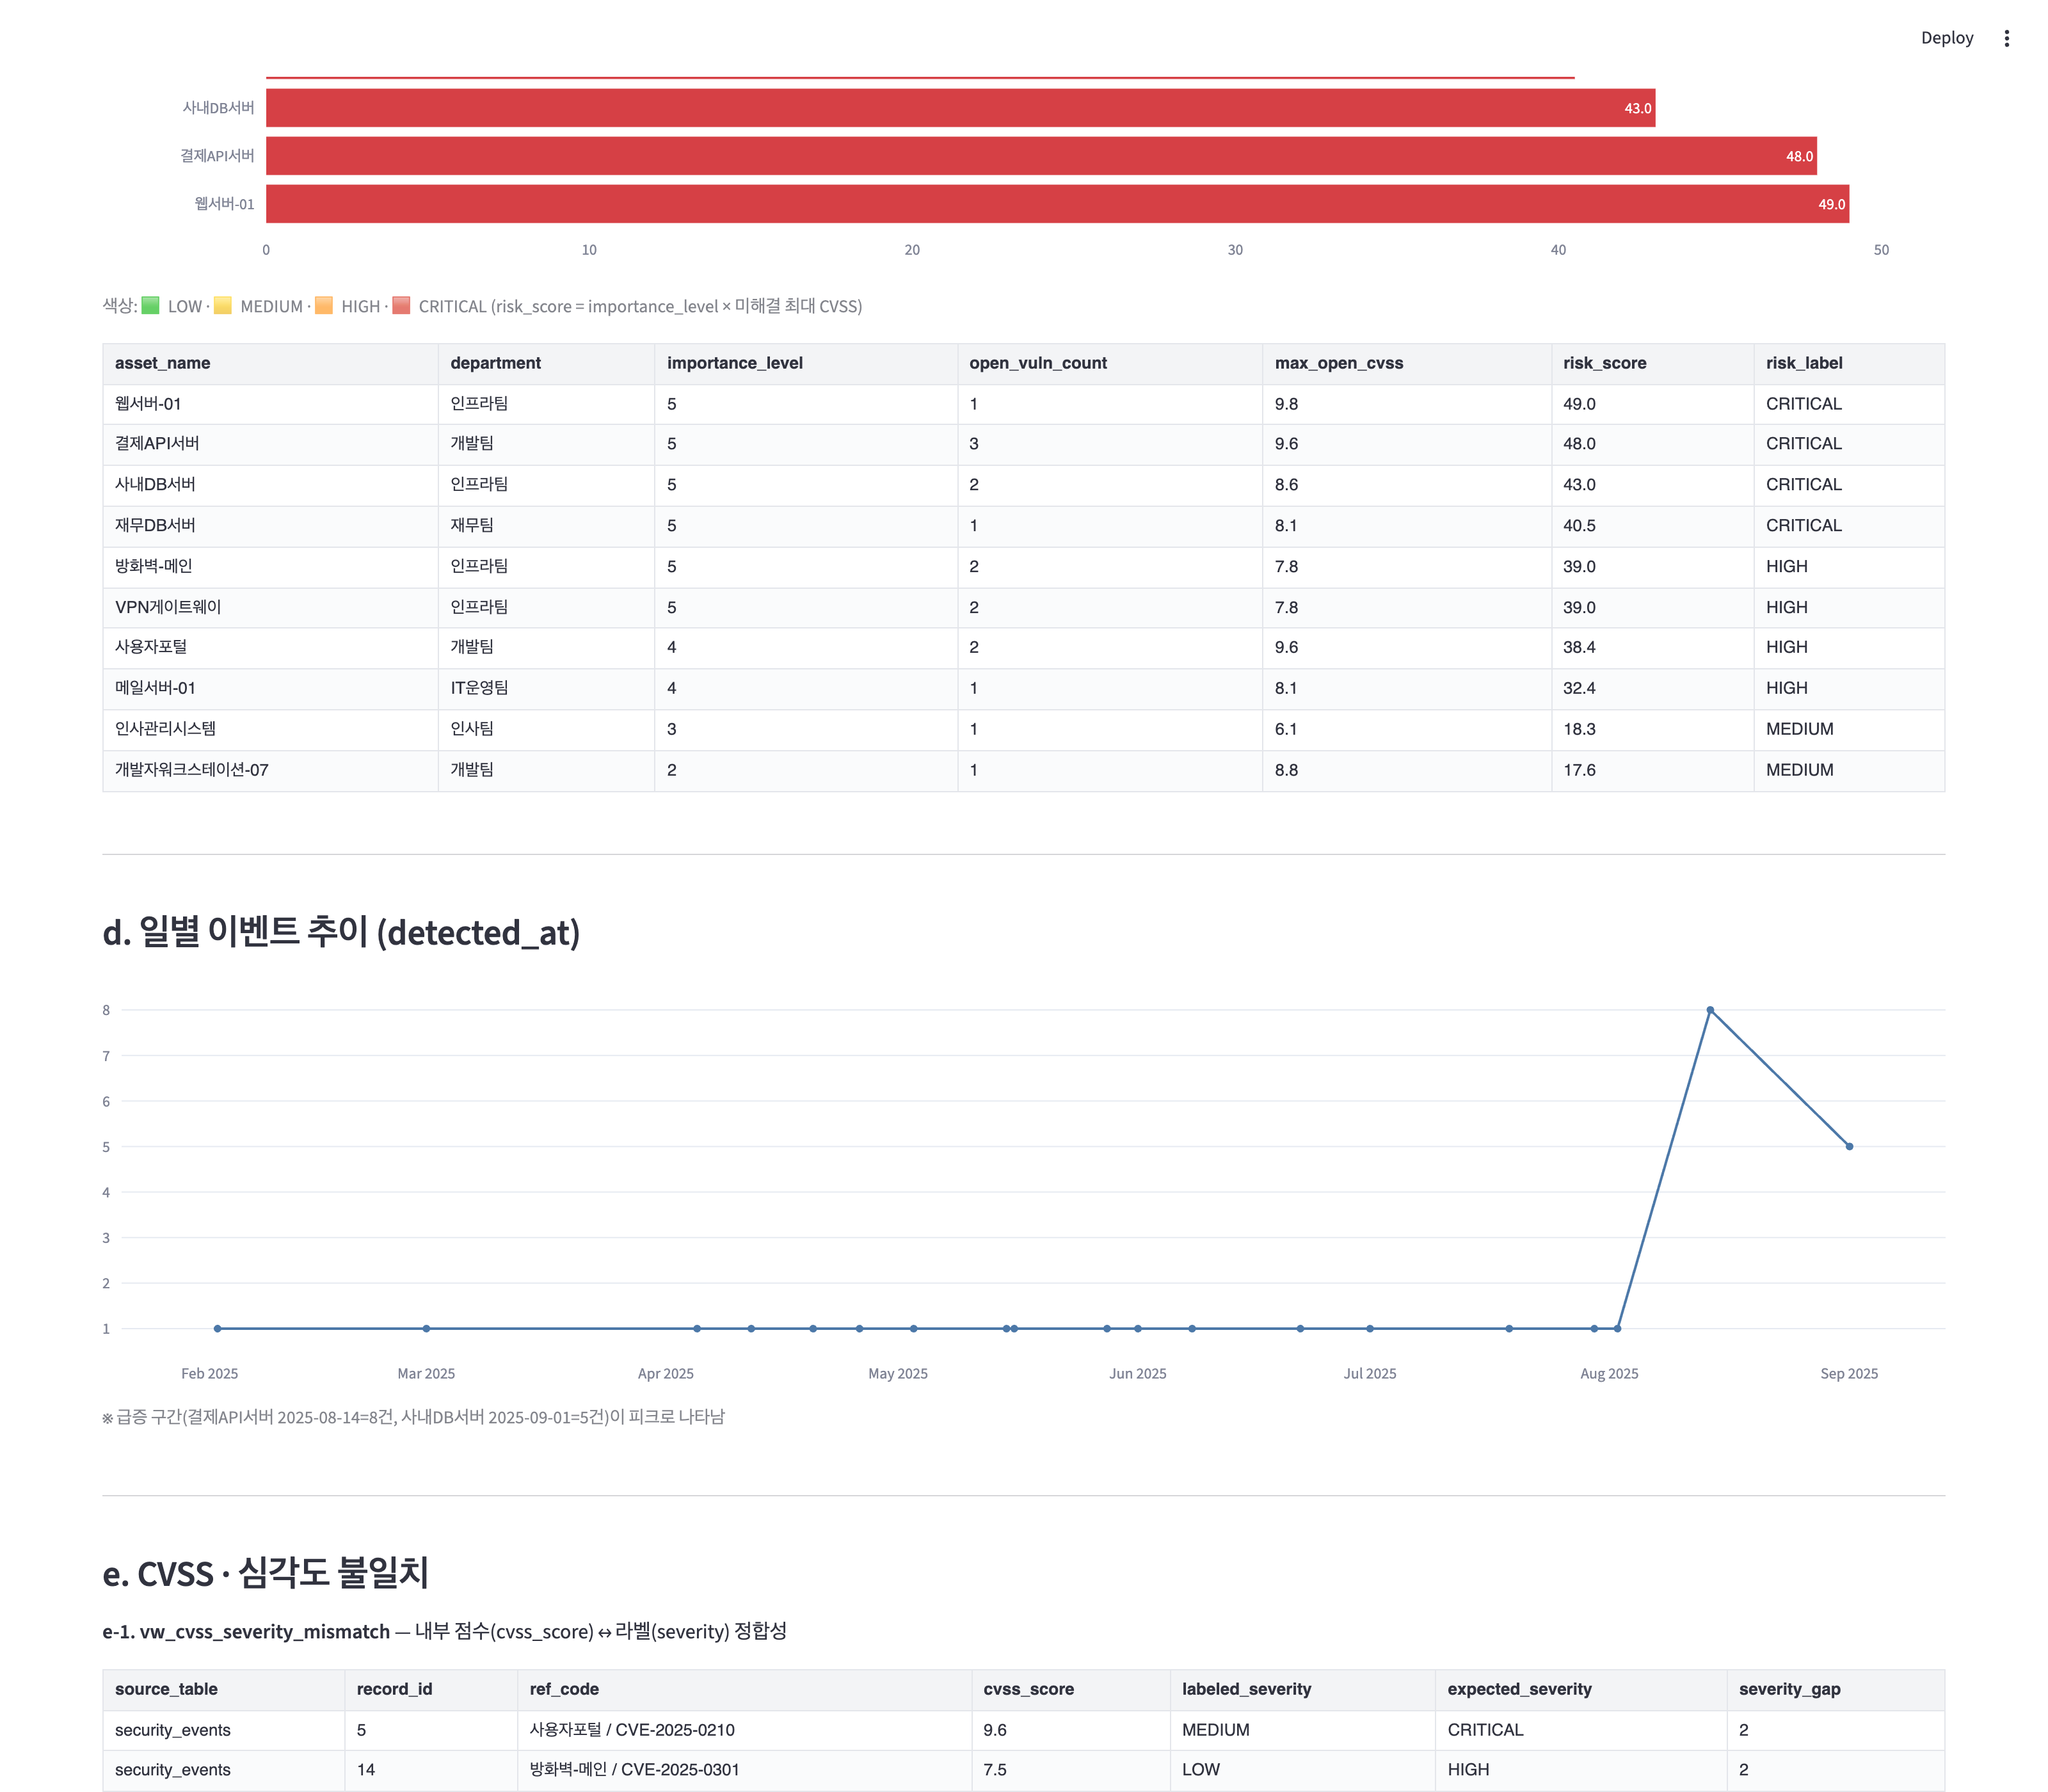 Deploy
사내DB서버 43.0
결제API서버 48.0
웹서버-01 49.0
0 10 20 30 40 50
색상: LOW · MEDIUM · HIGH · CRITICAL (risk_score = importance_level × 미해결 최대 CVSS)
asset_name department importance_level open_vuln_count max_open_cvss risk_score risk_label
웹서버-01 인프라팀 5 1 9.8 49.0 CRITICAL
결제API서버 개발팀 5 3 9.6 48.0 CRITICAL
사내DB서버 인프라팀 5 2 8.6 43.0 CRITICAL
재무DB서버 재무팀 5 1 8.1 40.5 CRITICAL
방화벽-메인 인프라팀 5 2 7.8 39.0 HIGH
VPN게이트웨이 인프라팀 5 2 7.8 39.0 HIGH
사용자포털 개발팀 4 2 9.6 38.4 HIGH
메일서버-01 IT운영팀 4 1 8.1 32.4 HIGH
인사관리시스템 인사팀 3 1 6.1 18.3 MEDIUM
개발자워크스테이션-07 개발팀 2 1 8.8 17.6 MEDIUM
d. 일별 이벤트 추이 (detected_at)
8
7
6
5
4
3
2
1
Feb 2025 Mar 2025 Apr 2025 May 2025 Jun 2025 Jul 2025 Aug 2025 Sep 2025
※ 급증 구간(결제API서버 2025-08-14=8건, 사내DB서버 2025-09-01=5건)이 피크로 나타남
e. CVSS · 심각도 불일치
e-1. vw_cvss_severity_mismatch — 내부 점수(cvss_score) ↔ 라벨(severity) 정합성
source_table record_id ref_code cvss_score labeled_severity expected_severity severity_gap
security_events 5 사용자포털 / CVE-2025-0210 9.6 MEDIUM CRITICAL 2
security_events 14 방화벽-메인 / CVE-2025-0301 7.5 LOW HIGH 2